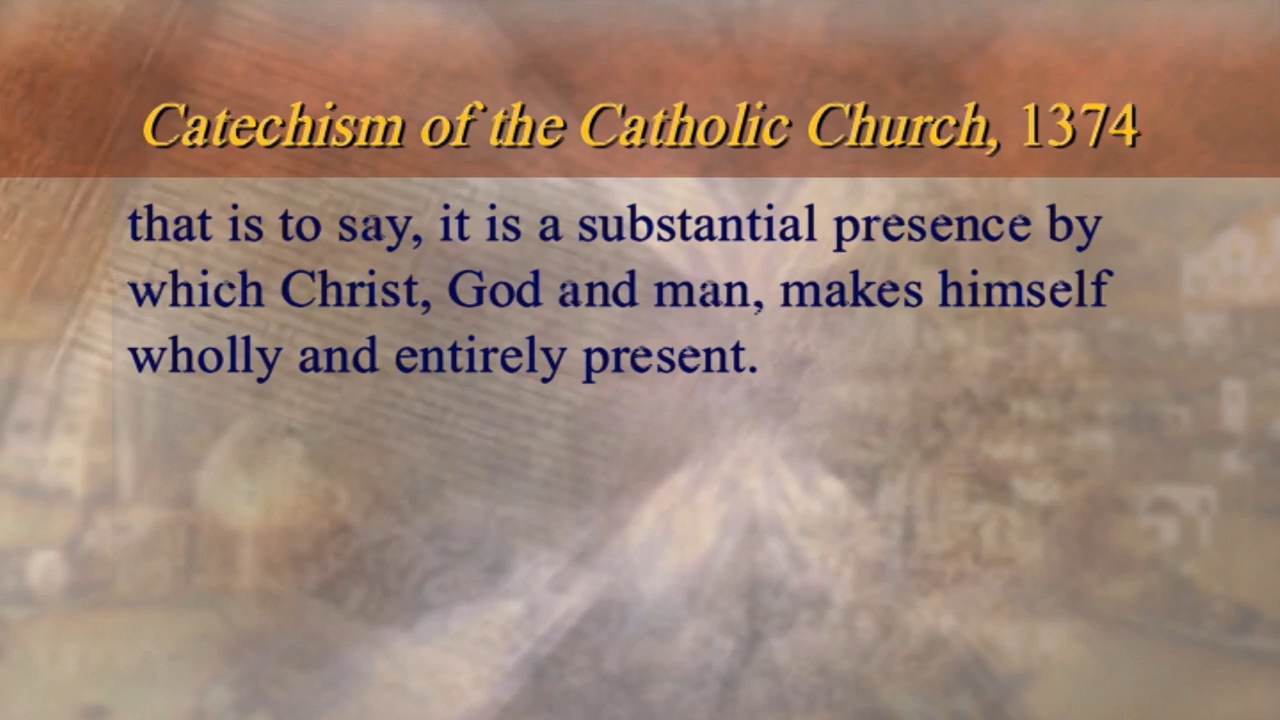 Catechism of the Catholic Church, 1374
that is to say, it is a substantial presence by
which Christ, God and man, makes himself
wholly and entirely present.